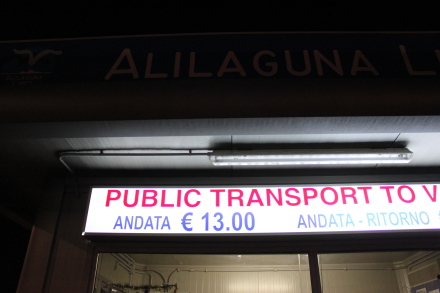 ALILAGUNA L
PUBLIC TRANSPORT TO V
ANDATA € 13.00 ANDATA - RITORNO €